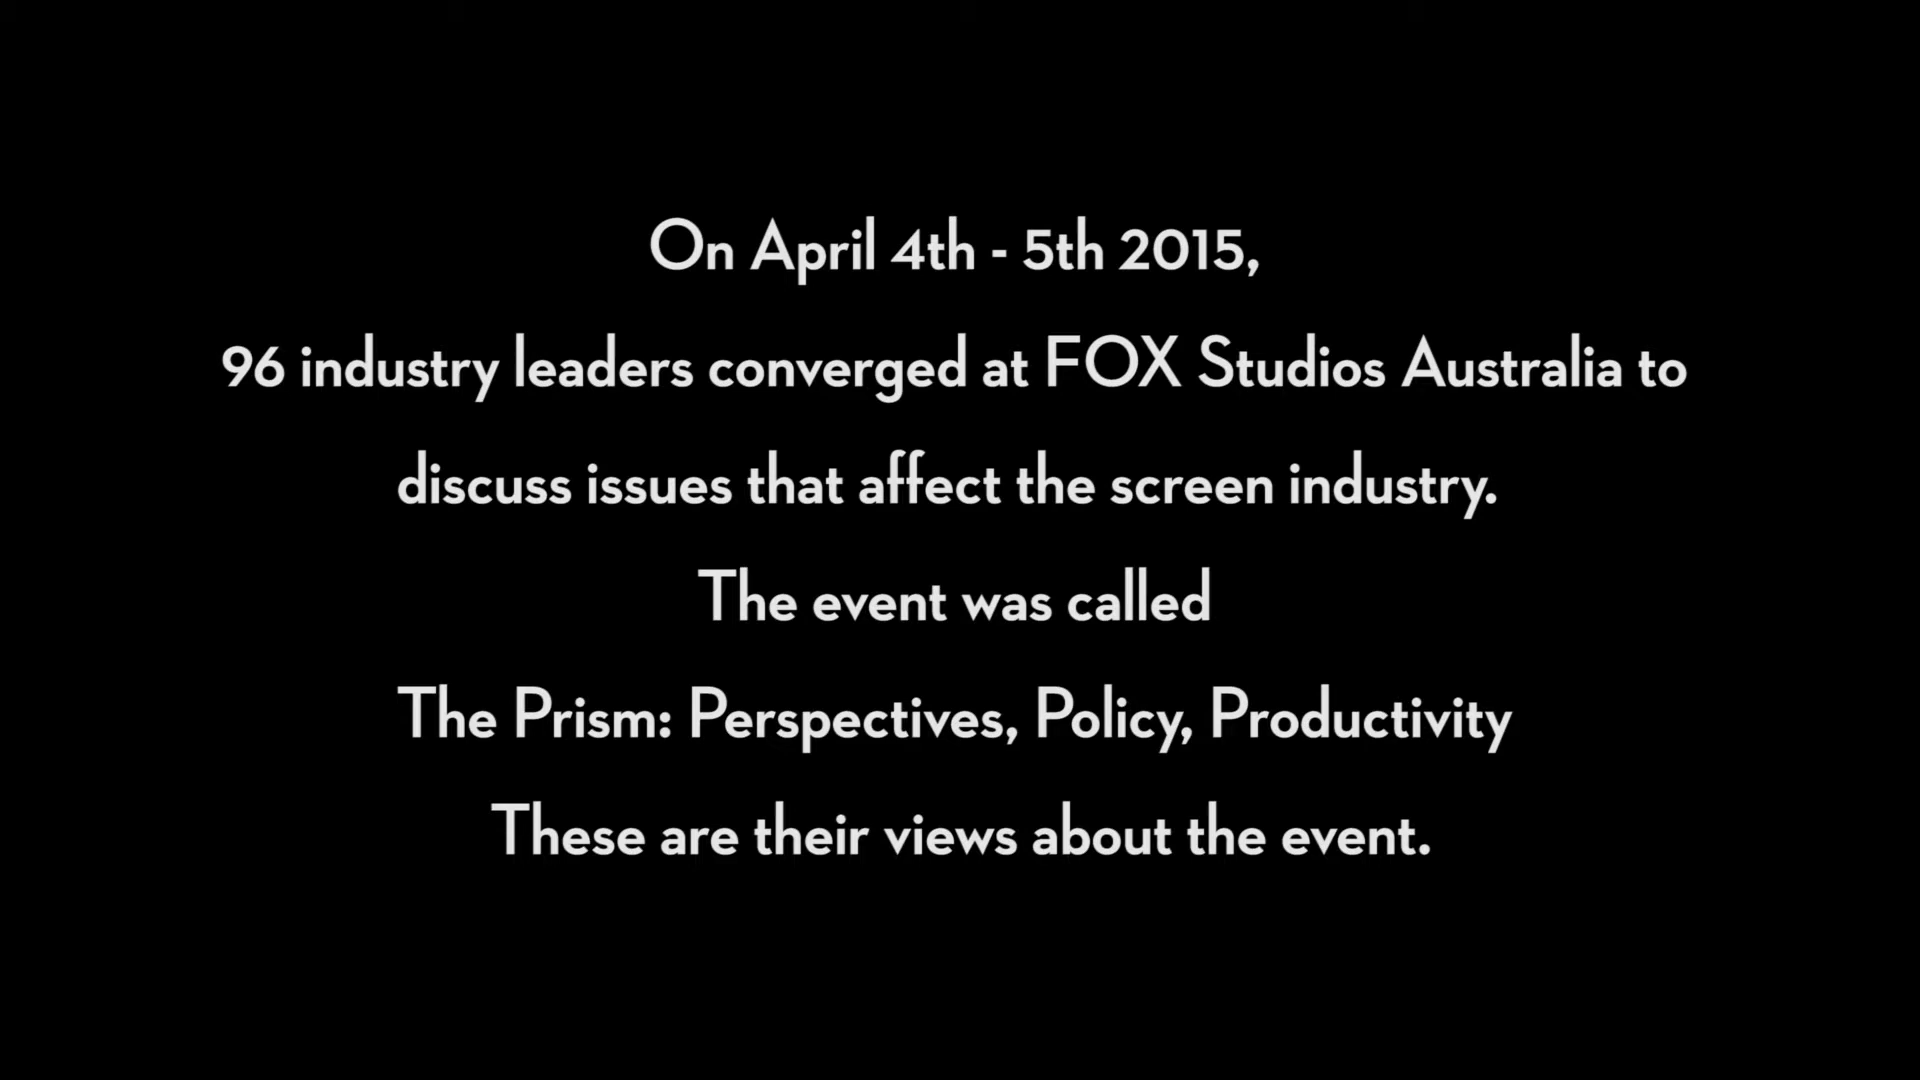 On April 4th - 5th 2015,
96 industry leaders converged at FOX Studios Australia to
discuss issues that affect the screen industry.
The event was called
The Prism: Perspectives, Policy, Productivity
These are their views about the event.